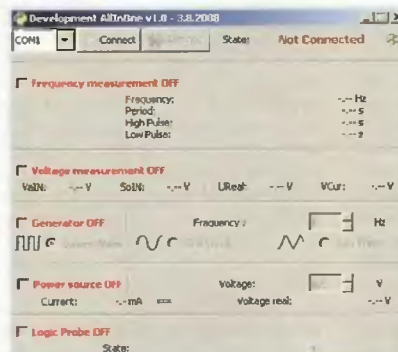 Development AllInOne v1.0 - 3.8.2008
COM1 Connect State: Not Connected
Frequency measurement OFF
Frequency: -.-- Hz
Period: -.-- s
High Pulse: -.-- s
Low Pulse: -.-- s
Voltage measurement OFF
VaIN: -.-- V SoIN: -.-- V UReal: -.-- V VCur: -.-- V
Generator OFF Frequency: Hz
Power source OFF Voltage: V
Current: -.-- mA Voltage real: -.-- V
Logic Probe OFF
State: